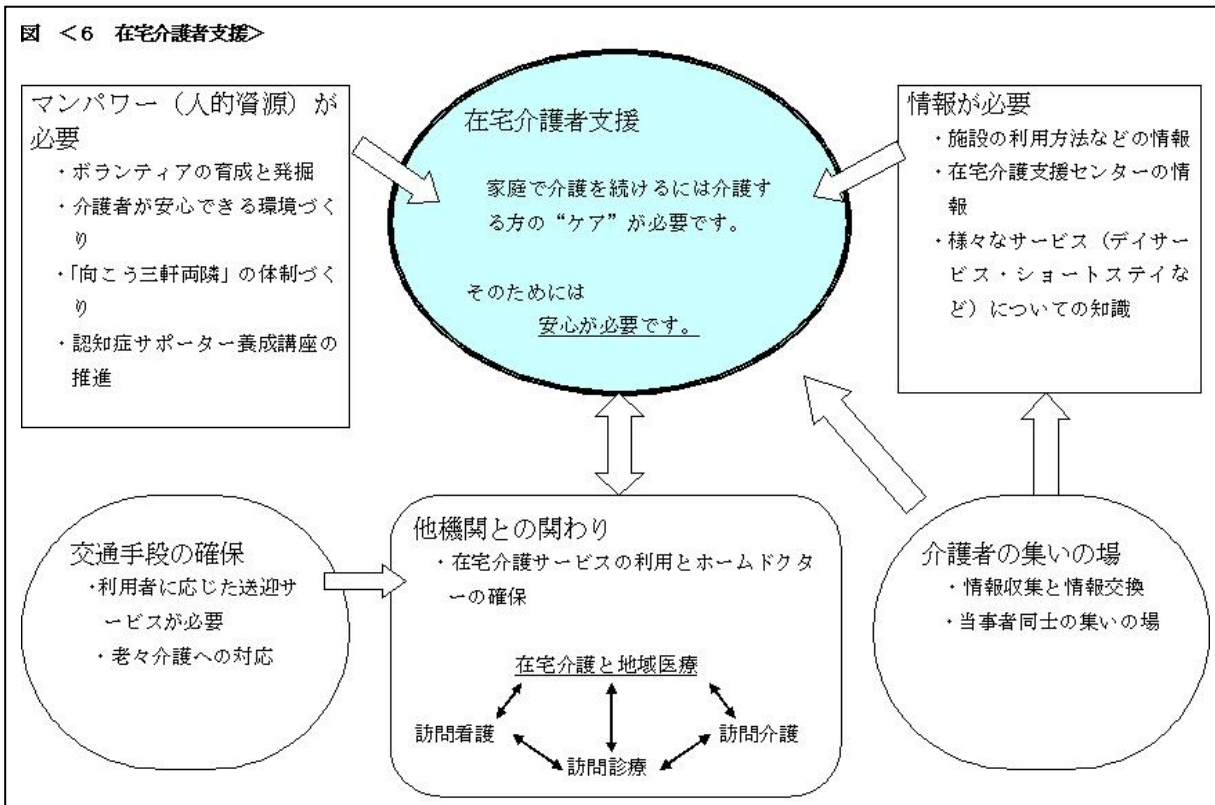 図 <6 在宅介護者支援>
マンパワー(人的資源)が
必要
・ボランティアの育成と発掘
・介護者が安心できる環境づく
り
・「向こう三軒両隣」の体制づく
り
・認知症サポーター養成講座の
推進
在宅介護者支援
家庭で介護を続けるには介護す
る方の“ケア”が必要です。
そのためには
安心が必要です。
情報が必要
・施設の利用方法などの情報
・在宅介護支援センターの情
報
・様々なサービス(デイサー
ビス・ショートステイな
ど)についての知識
交通手段の確保
・利用者に応じた送迎サ
ービスが必要
・老々介護への対応
他機関との関わり
・在宅介護サービスの利用とホームドクタ
ーの確保
在宅介護と地域医療
訪問看護
訪問介護
訪問診療
介護者の集いの場
・情報収集と情報交換
・当事者同士の集いの場